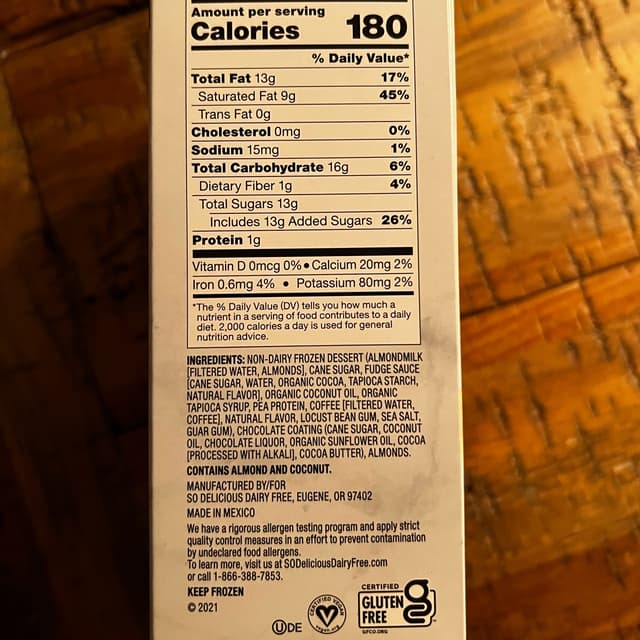 Amount per serving
Calories 180
% Daily Value*
Total Fat 13g 17%
Saturated Fat 9g 45%
Trans Fat 0g
Cholesterol 0mg 0%
Sodium 15mg 1%
Total Carbohydrate 16g 6%
Dietary Fiber 1g 4%
Total Sugars 13g
Includes 13g Added Sugars 26%
Protein 1g
Vitamin D 0mcg 0% • Calcium 20mg 2%
Iron 0.6mg 4% • Potassium 80mg 2%
*The % Daily Value (DV) tells you how much a
nutrient in a serving of food contributes to a daily
diet. 2,000 calories a day is used for general
nutrition advice.
INGREDIENTS: NON-DAIRY FROZEN DESSERT (ALMONDMILK
[FILTERED WATER, ALMONDS], CANE SUGAR, FUDGE SAUCE
[CANE SUGAR, WATER, ORGANIC COCOA, TAPIOCA STARCH,
NATURAL FLAVOR], ORGANIC COCONUT OIL, ORGANIC
TAPIOCA SYRUP, PEA PROTEIN, COFFEE [FILTERED WATER,
COFFEE], NATURAL FLAVOR, LOCUST BEAN GUM, SEA SALT,
GUAR GUM), CHOCOLATE COATING (CANE SUGAR, COCONUT
OIL, CHOCOLATE LIQUOR, ORGANIC SUNFLOWER OIL, COCOA
[PROCESSED WITH ALKALI], COCOA BUTTER), ALMONDS.
CONTAINS ALMOND AND COCONUT.
MANUFACTURED BY/FOR
SO DELICIOUS DAIRY FREE, EUGENE, OR 97402
MADE IN MEXICO
We have a rigorous allergen testing program and apply strict
quality control measures in an effort to prevent contamination
by undeclared food allergens.
To learn more, visit us at SODeliciousDairyFree.com
or call 1-866-388-7853.
KEEP FROZEN
© 2021
U DE
CERTIFIED VEGAN
vegan.org
CERTIFIED
GLUTEN
FREE
GFCO.ORG